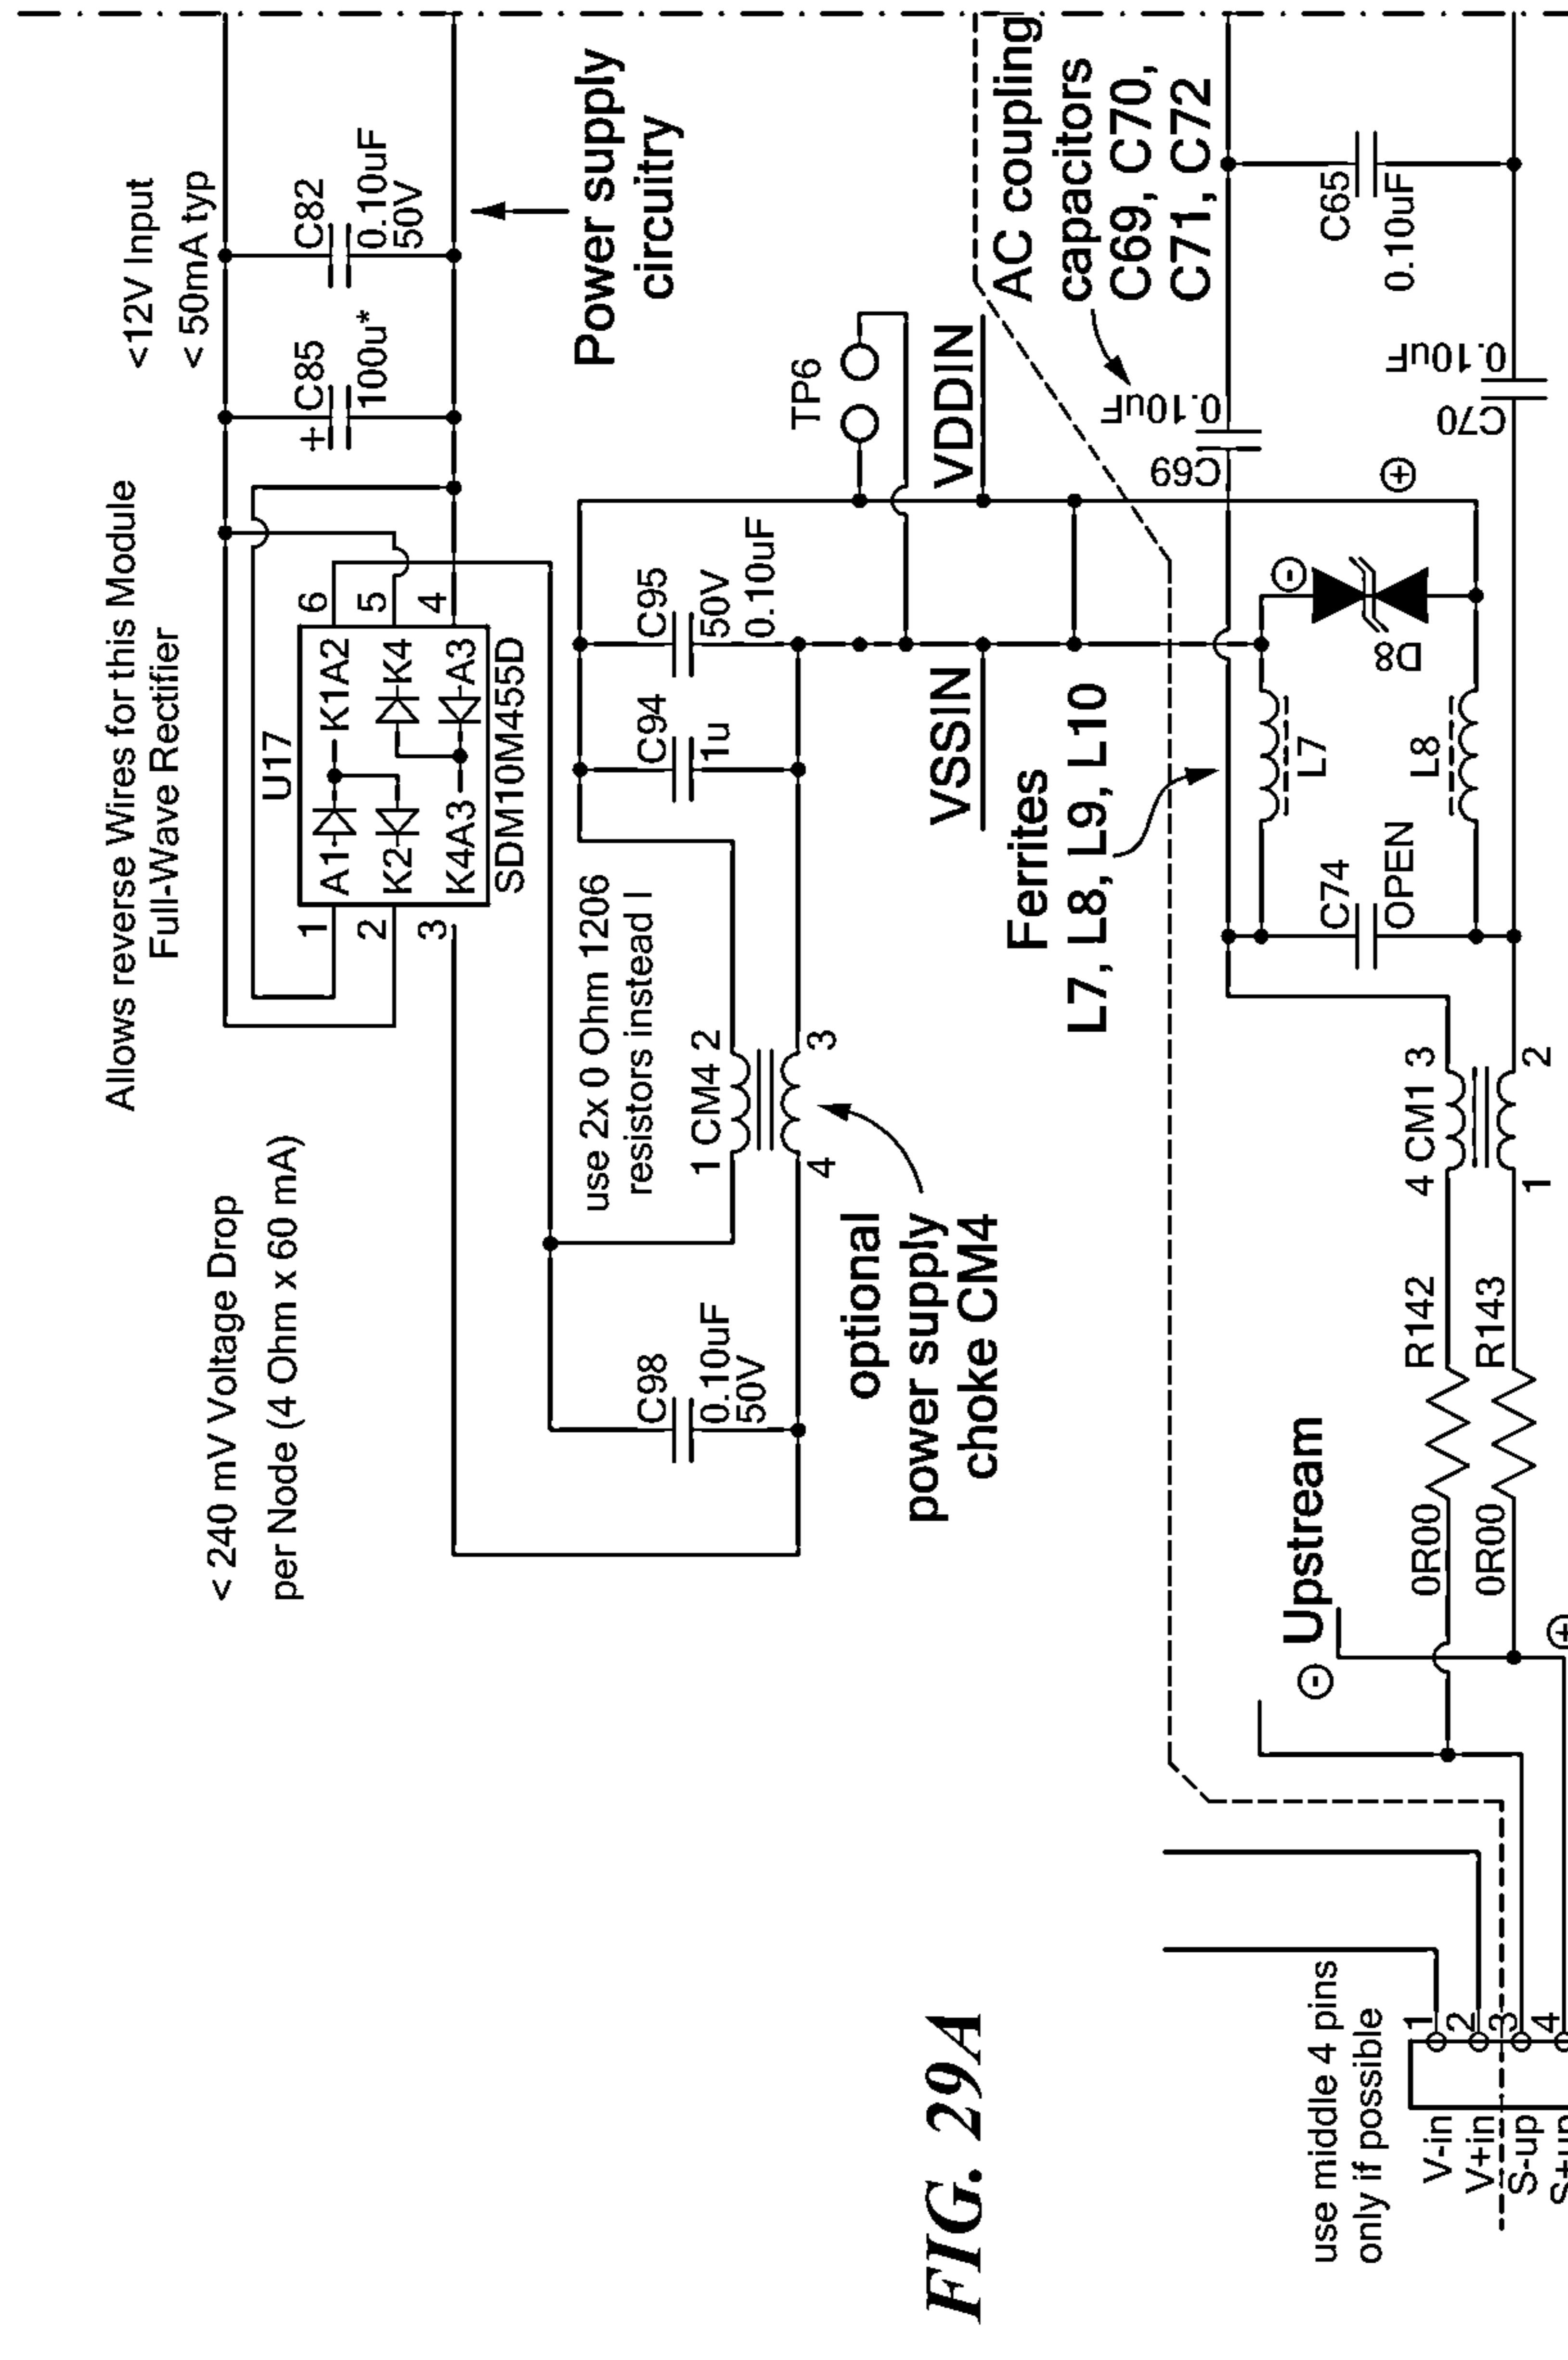 Allows reverse Wires for this Module
Full-Wave Rectifier
<12V Input
< 50mA typ
< 240 mV Voltage Drop
per Node (4 Ohm x 60 mA)
U17
1
A1
K1A2
6
2
K2
K4
5
3
K4A3
A3
4
SDM10M455D
+
C85
100u*
C82
0.10uF
50V
Power supply
circuitry
use 2x 0 Ohm 1206
resistors instead l
C98
0.10uF
50V
1 CM4 2
4
3
C94
1u
C95
50V
0.10uF
TP6
optional
power supply
choke CM4
VSSIN
VDDIN
AC coupling
capacitors
C69, C70,
C71, C72
Ferrites
L7, L8, L9, L10
C69
0.10uF
C65
0.10uF
C70
0.10uF
-
+
D8
L7
L8
C74
OPEN
4 CM1 3
1
2
R142
0R00
R143
0R00
Upstream
-
+
use middle 4 pins
only if possible
V-in
1
V+in
2
S-up
3
S+up
4
FIG. 29A